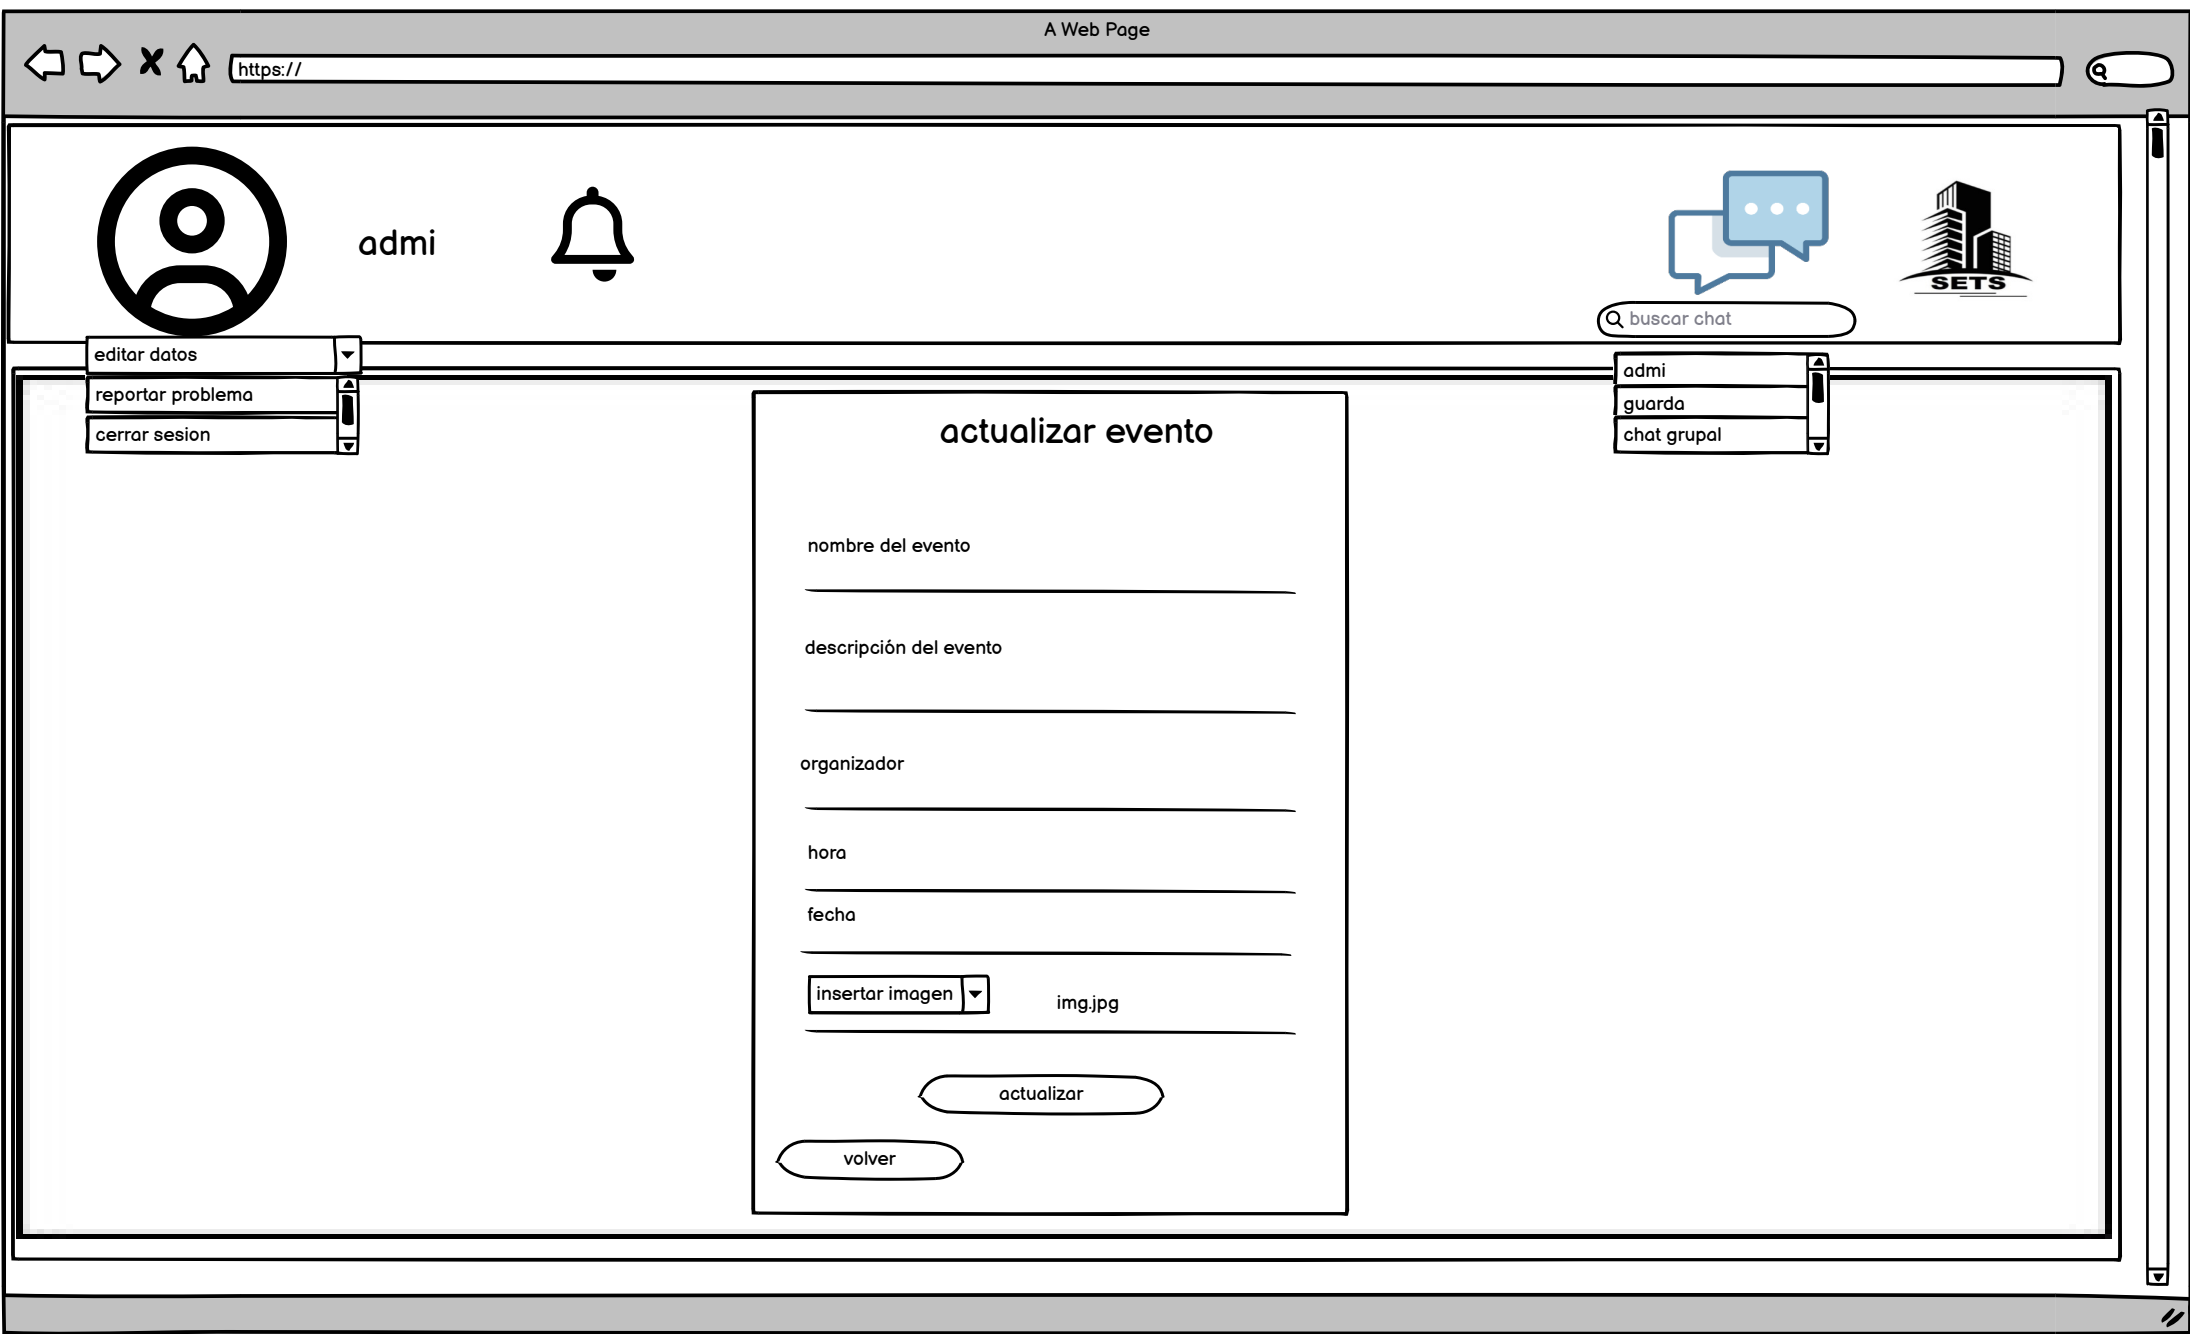 A Web Page
https://
admi
SETS
buscar chat
editar datos
reportar problema
cerrar sesion
admi
guarda
chat grupal
actualizar evento
nombre del evento
descripción del evento
organizador
hora
fecha
insertar imagen
img.jpg
actualizar
volver